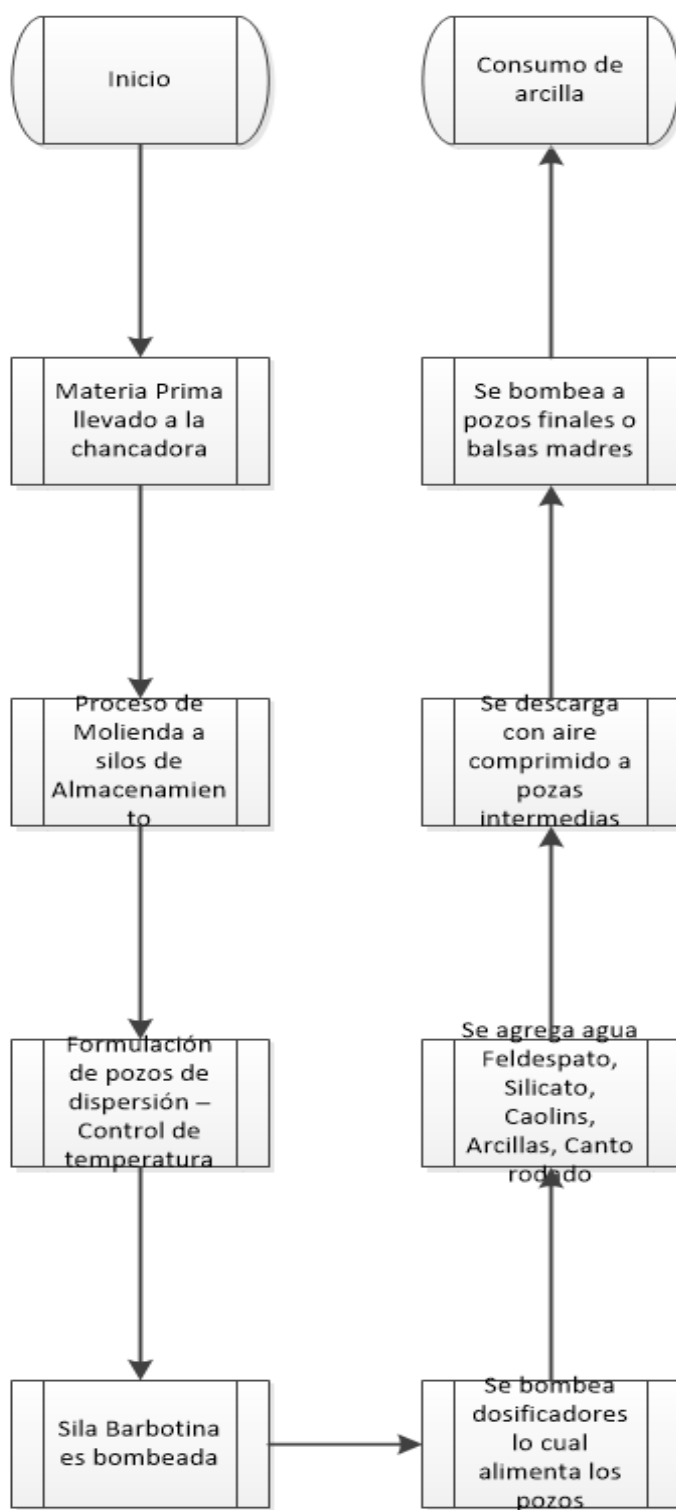 Inicio
Materia Prima
llevado a la
chancadora
Proceso de
Molienda a
silos de
Almacenamien
to
Formulación
de pozos de
dispersión –
Control de
temperatura
Sila Barbotina
es bombeada
Se bombea
dosificadores
lo cual
alimenta los
pozos
Se agrega agua
Feldespato,
Silicato,
Caolins,
Arcillas, Canto
rodado
Se descarga
con aire
comprimido a
pozas
intermedias
Se bombea a
pozos finales o
balsas madres
Consumo de
arcilla